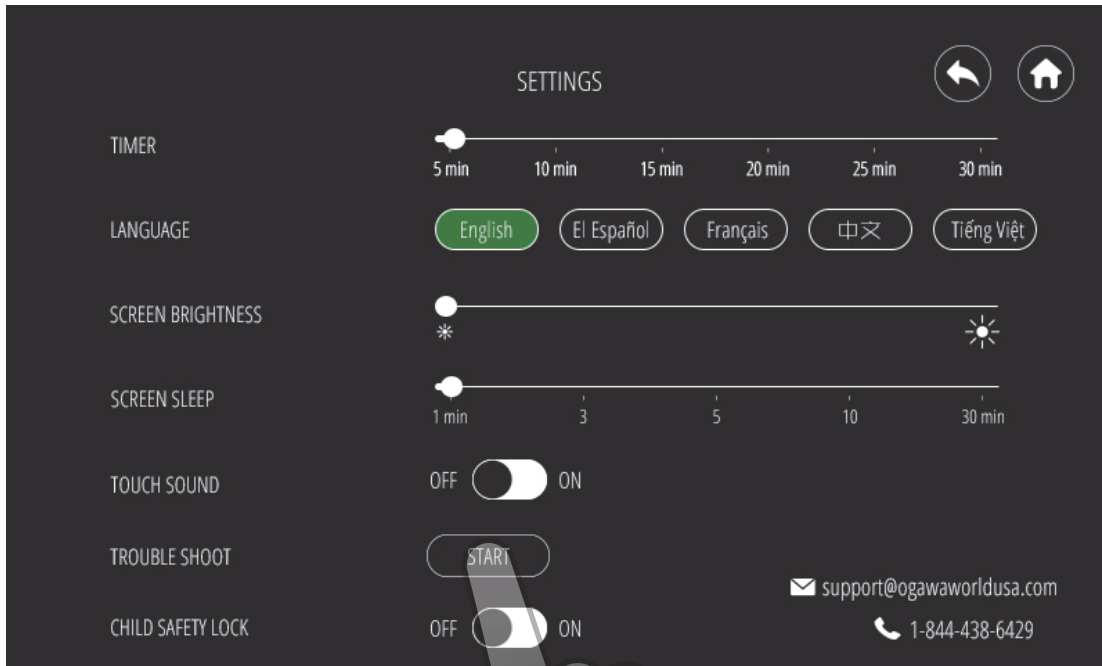 SETTINGS
TIMER
5 min 10 min 15 min 20 min 25 min 30 min
LANGUAGE English El Español Français 中文 Tiếng Việt
SCREEN BRIGHTNESS
SCREEN SLEEP
1 min 3 5 10 30 min
TOUCH SOUND OFF ON
TROUBLE SHOOT START
support@ogawaworldusa.com
CHILD SAFETY LOCK OFF ON 1-844-438-6429